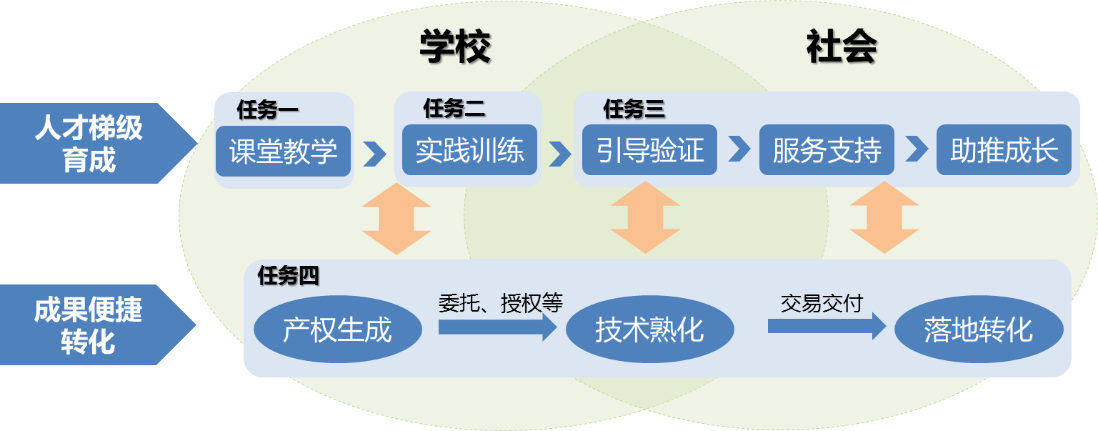 学校
社会
人才梯级
育成
任务一
课堂教学
任务二
实践训练
任务三
引导验证
服务支持
助推成长
成果便捷
转化
任务四
产权生成
委托、授权等
技术熟化
交易交付
落地转化